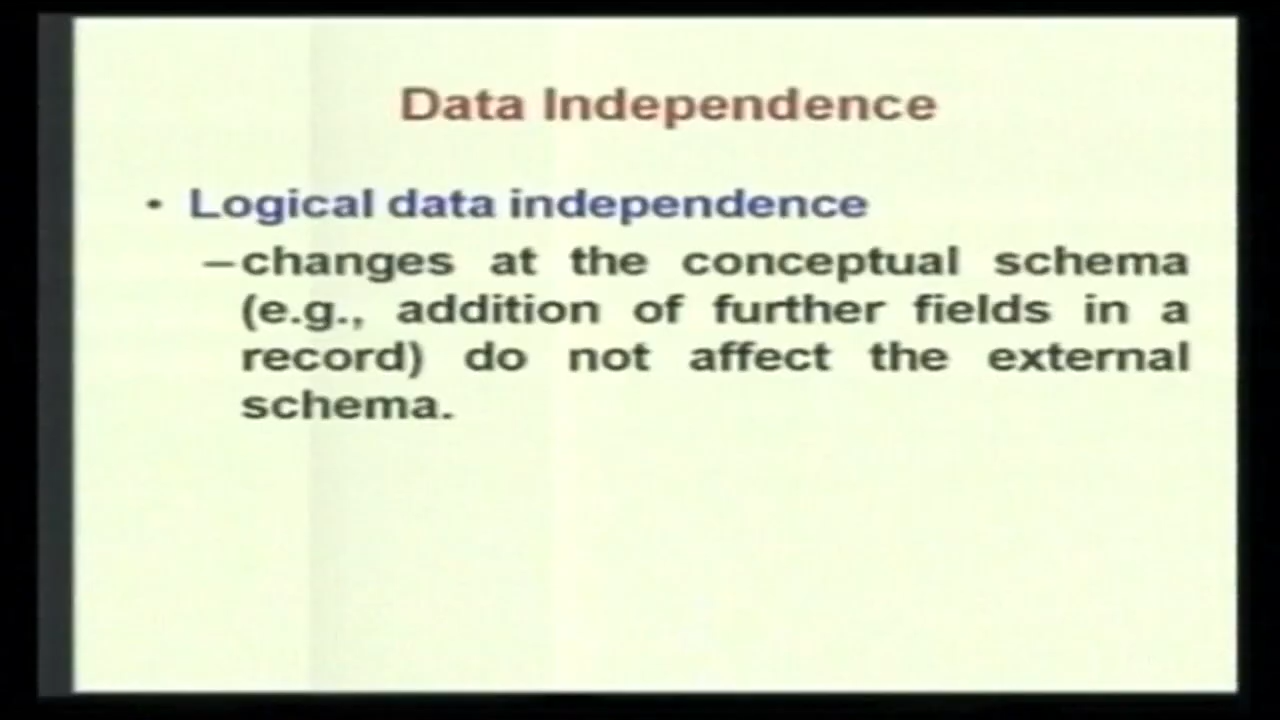 Data Independence
• Logical data independence
–changes at the conceptual schema
(e.g., addition of further fields in a
record) do not affect the external
schema.